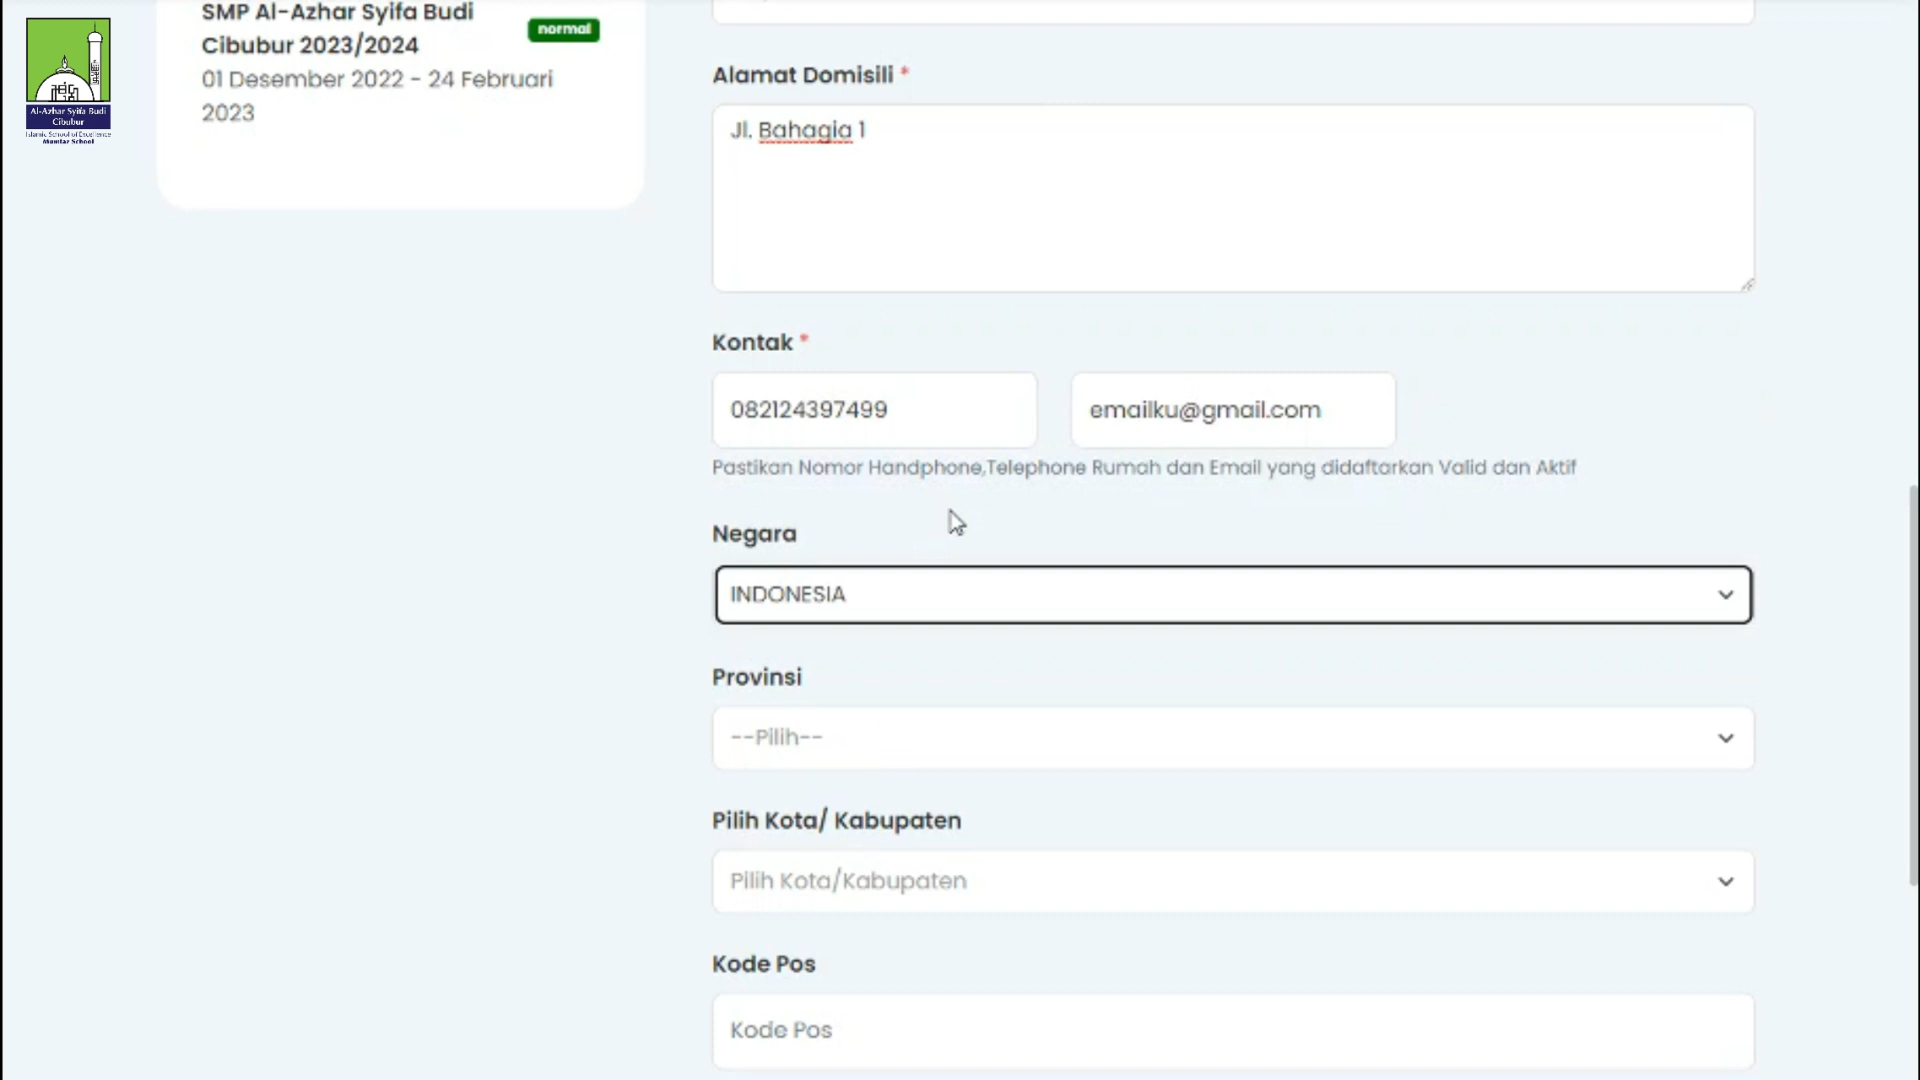 SMP Al-Azhar Syifa Budi
Cibubur 2023/2024
normal
01 Desember 2022 - 24 Februari
2023
Al-Azhar Syifa Budi
Cibubur
Islamic School of Excellence
Mumtaz School
Alamat Domisili *
Jl. Bahagia 1
Kontak *
082124397499
emailku@gmail.com
Pastikan Nomor Handphone,Telephone Rumah dan Email yang didaftarkan Valid dan Aktif
Negara
INDONESIA
Provinsi
--Pilih--
Pilih Kota/ Kabupaten
Pilih Kota/Kabupaten
Kode Pos
Kode Pos